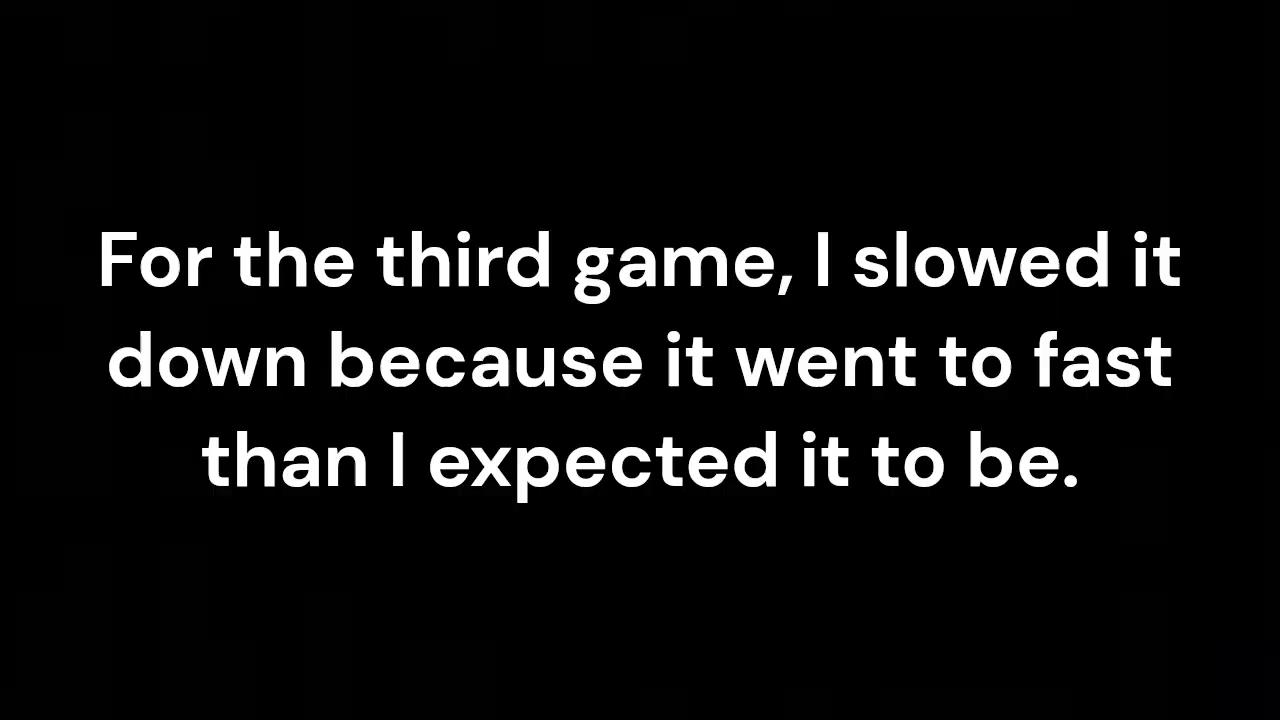 For the third game, I slowed it
down because it went to fast
than I expected it to be.